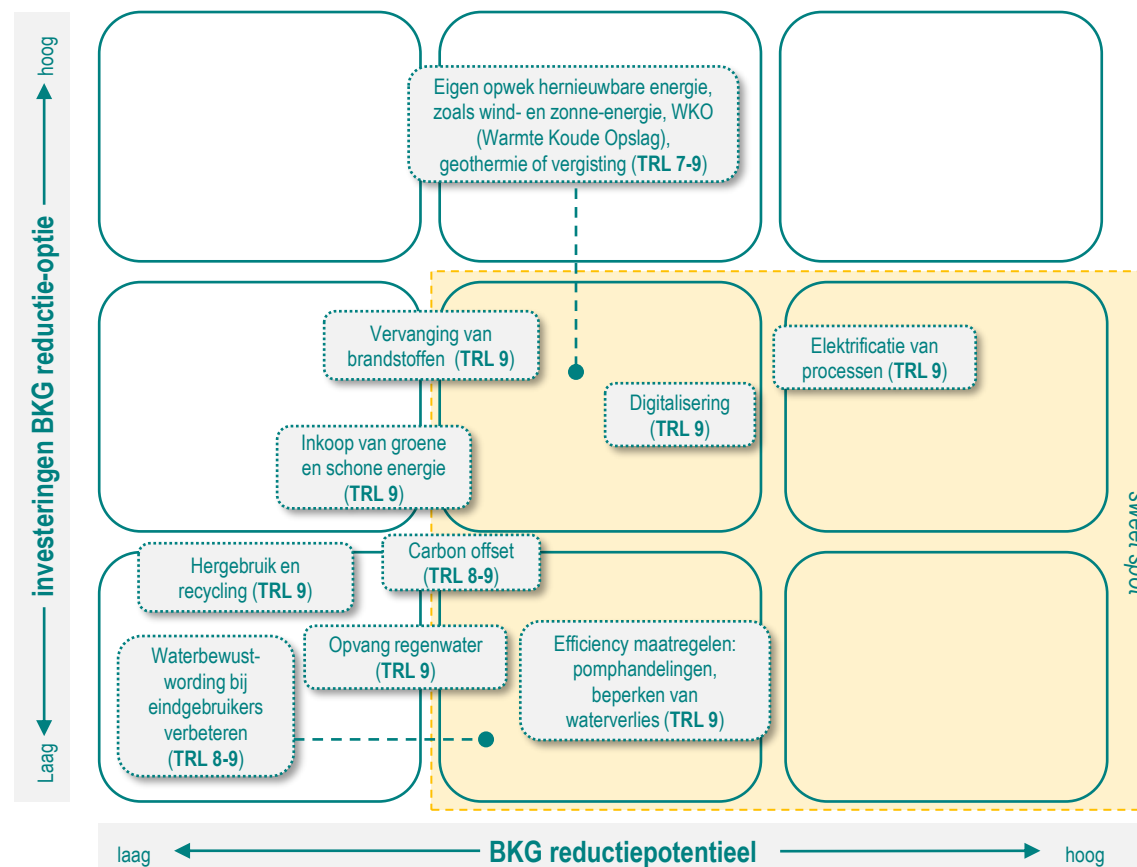 hoog
investeringen BKG reductie-optie
Laag
Eigen opwek hernieuwbare energie,
zoals wind- en zonne-energie, WKO
(Warmte Koude Opslag),
geothermie of vergisting (TRL 7-9)
Vervanging van
brandstoffen (TRL 9)
Elektrificatie van
processen (TRL 9)
Digitalisering
(TRL 9)
Inkoop van groene
en schone energie
(TRL 9)
sweet spot
Hergebruik en
recycling (TRL 9)
Carbon offset
(TRL 8-9)
Waterbewust-
wording bij
eindgebruikers
verbeteren
(TRL 8-9)
Opvang regenwater
(TRL 9)
Efficiency maatregelen:
pomphandelingen,
beperken van
waterverlies (TRL 9)
laag
BKG reductiepotentieel
hoog